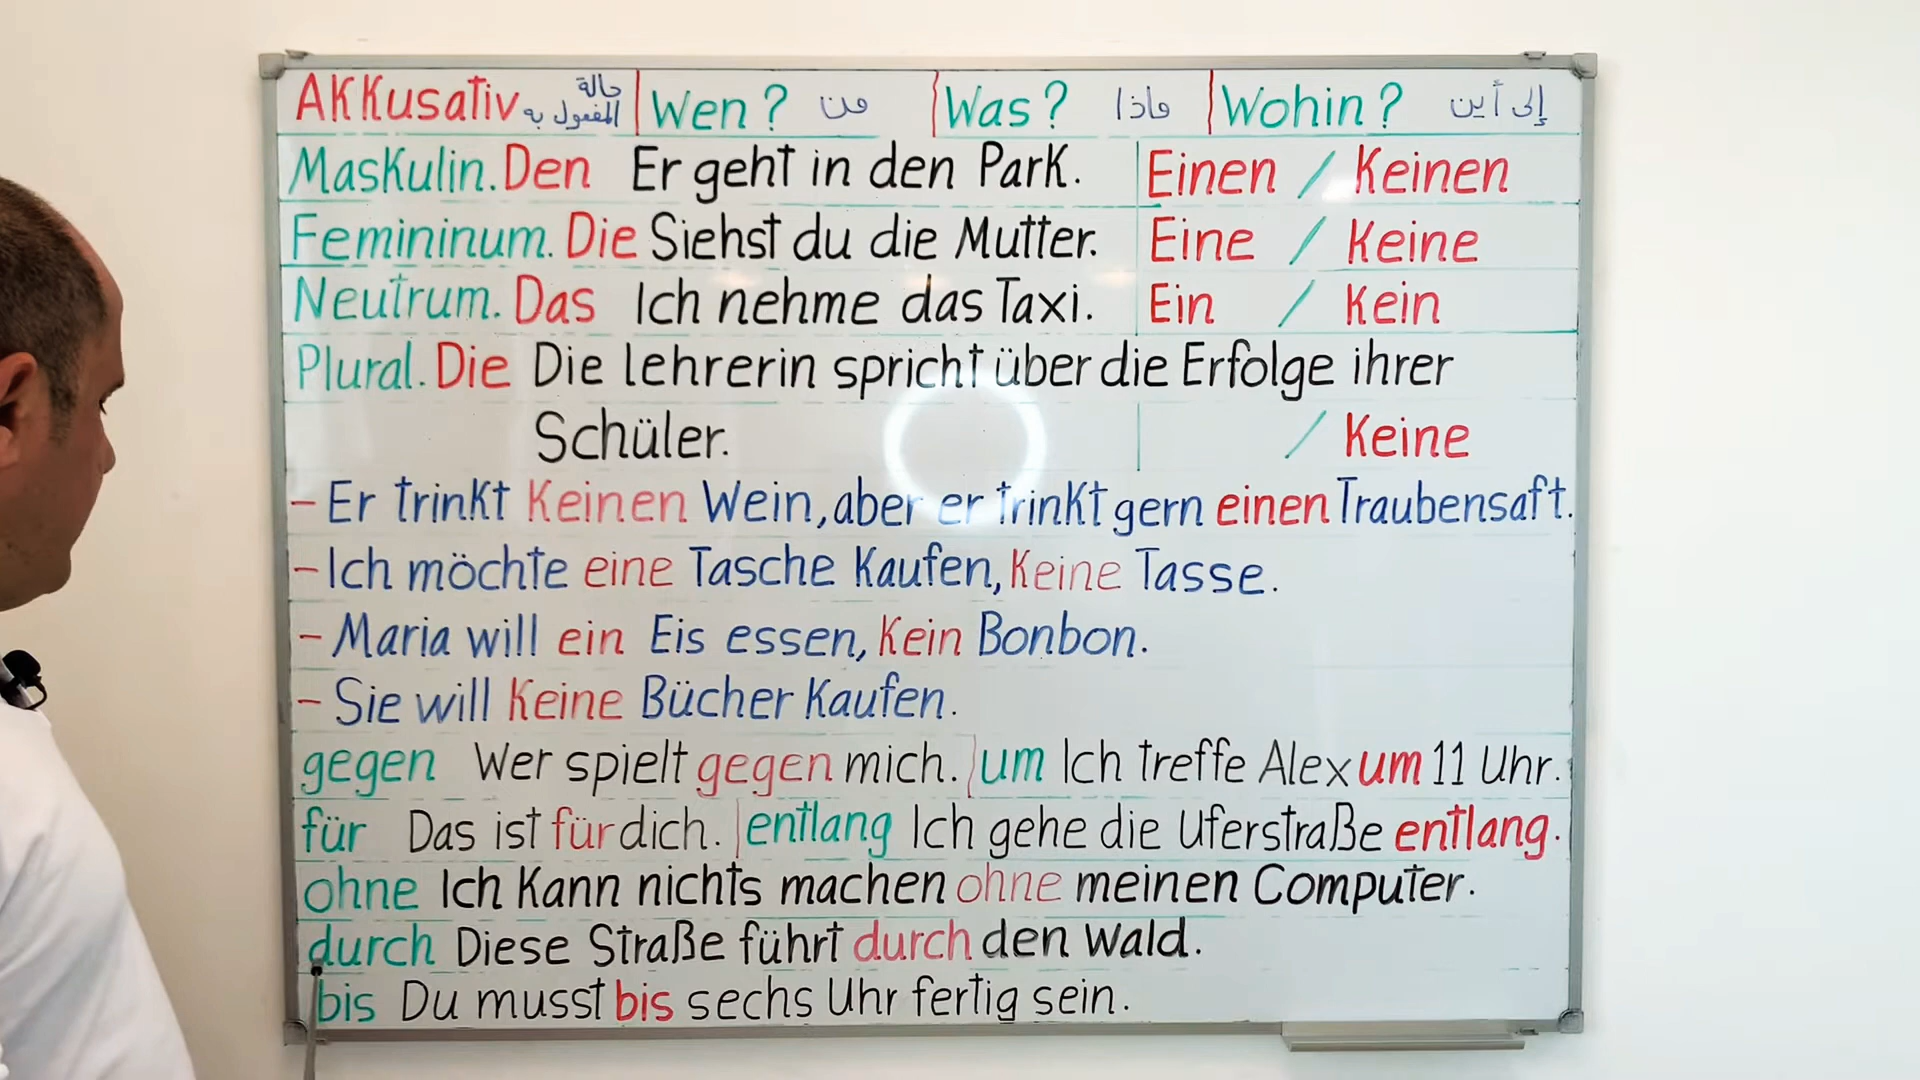 AKKusativ حالة المفعول به Wen? من Was? ماذا Wohin? إلى أين
Maskulin. Den Er geht in den Park. Einen / Keinen
Femininum. Die Siehst du die Mutter. Eine / Keine
Neutrum. Das Ich nehme das Taxi. Ein / Kein
Plural. Die Die lehrerin spricht über die Erfolge ihrer
Schüler. / Keine
- Er trinkt Keinen Wein, aber er trinkt gern einen Traubensaft.
- Ich möchte eine Tasche Kaufen, Keine Tasse.
- Maria will ein Eis essen, Kein Bonbon.
- Sie will Keine Bücher Kaufen.
gegen Wer spielt gegen mich. um Ich treffe Alex um 11 Uhr.
für Das ist für dich. entlang Ich gehe die Uferstraße entlang.
ohne Ich Kann nichts machen ohne meinen Computer.
durch Diese Straße führt durch den Wald.
bis Du musst bis sechs Uhr fertig sein.